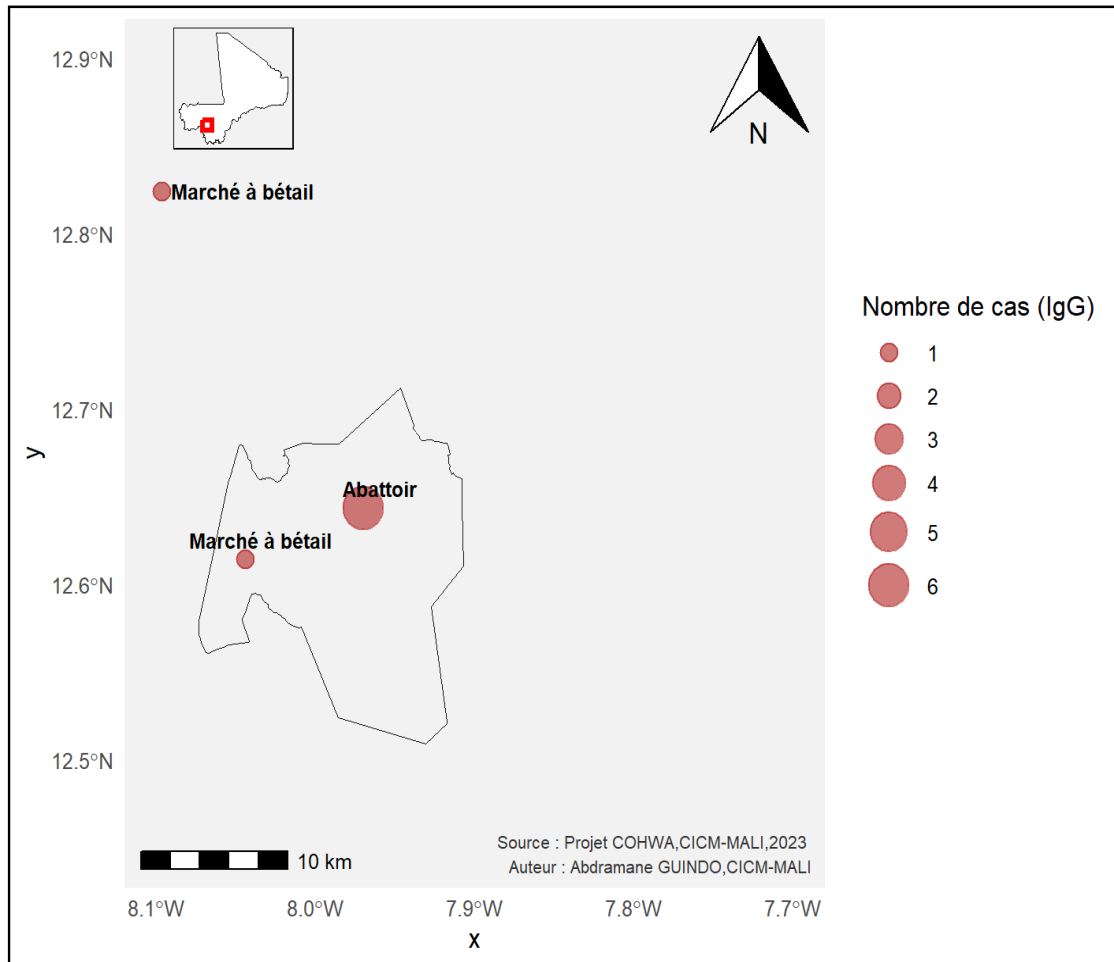 12.9°N
12.8°N
12.7°N
12.6°N
12.5°N
y
N
Marché à bétail
Abattoir
Marché à bétail
10 km
Source : Projet COHWA,CICM-MALI,2023
Auteur : Abdramane GUINDO,CICM-MALI
8.1°W
8.0°W
7.9°W
7.8°W
7.7°W
x
Nombre de cas (IgG)
1
2
3
4
5
6